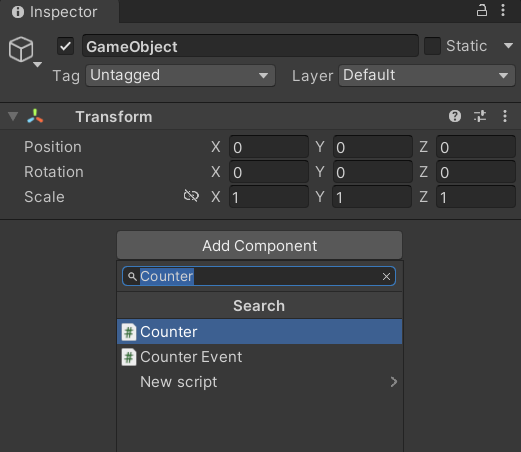 Inspector
GameObject Static
Tag Untagged Layer Default
Transform
Position X 0 Y 0 Z 0
Rotation X 0 Y 0 Z 0
Scale X 1 Y 1 Z 1
Add Component
Counter
Search
# Counter
# Counter Event
New script